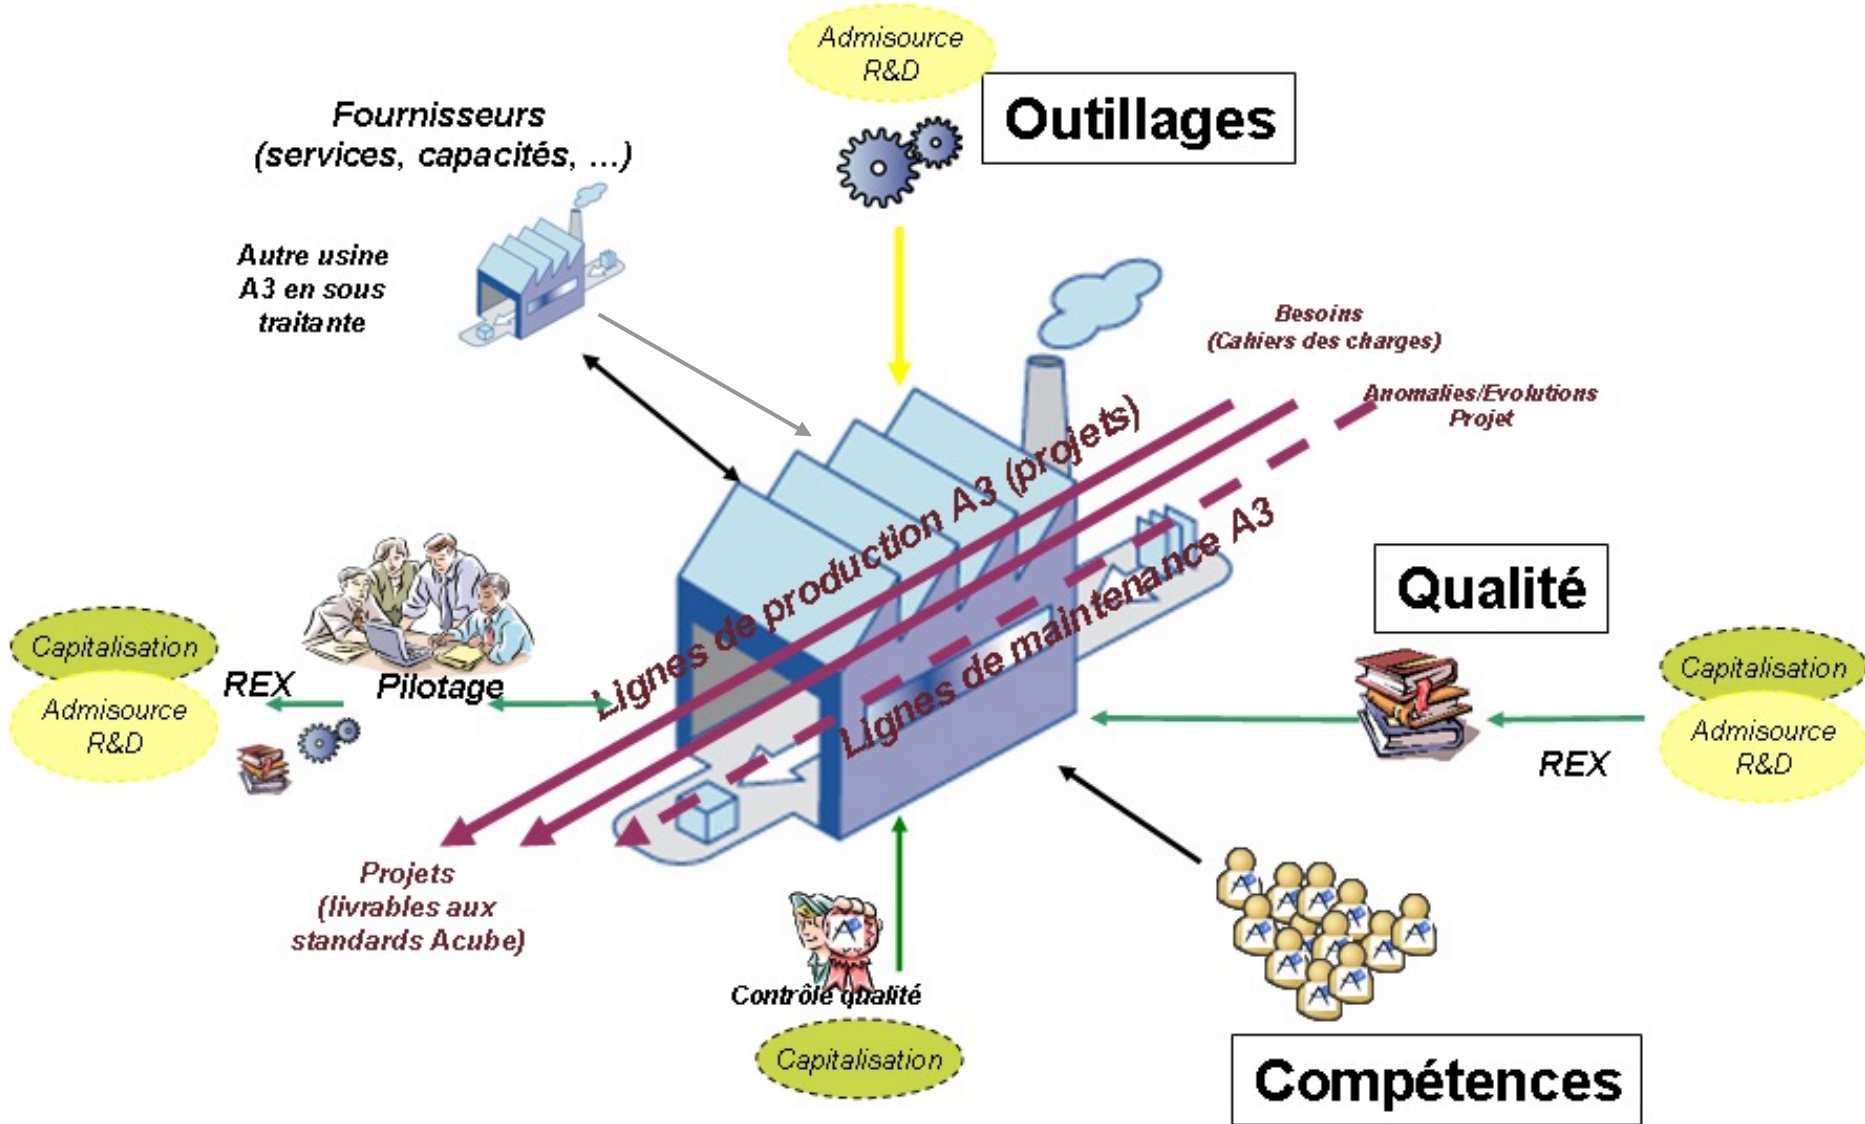 Admisource
R&D
Outillages
Fournisseurs
(services, capacités, ...)
Autre usine
A3 en sous
traitante
Besoins
(Cahiers des charges)
Anomalies/Evolutions
Projet
Lignes de production A3 (projets)
Lignes de maintenance A3
Qualité
Capitalisation
Admisource
R&D
REX
Pilotage
Capitalisation
Admisource
R&D
REX
Projets
(livrables aux
standards Acube)
Contrôle qualité
Capitalisation
Compétences